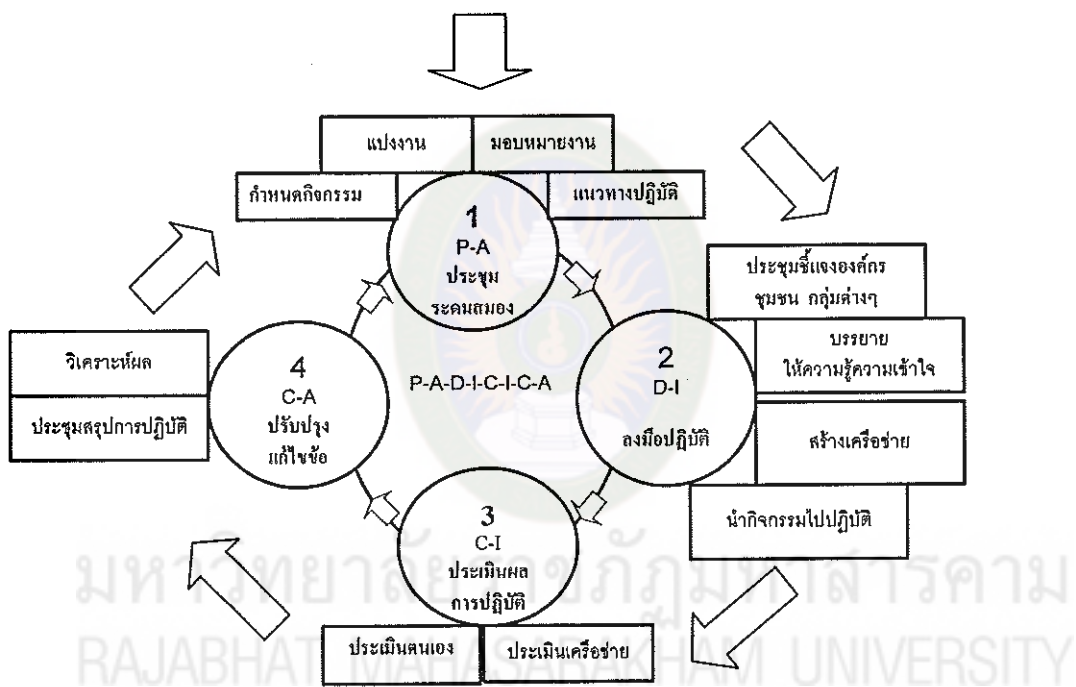 แบ่งงาน
มอบหมายงาน
กำหนดกิจกรรม
แนวทางปฏิบัติ
1
P-A
ประชุม
ระดมสมอง
ประชุมชี้แจงองค์กร
ชุมชน กลุ่มต่างๆ
บรรยาย
ให้ความรู้ความเข้าใจ
2
D-I
ลงมือปฏิบัติ
สร้างเครือข่าย
นำกิจกรรมไปปฏิบัติ
P-A-D-I-C-I-C-A
3
C-I
ประเมินผล
การปฏิบัติ
ประเมินตนเอง
ประเมินเครือข่าย
4
C-A
ปรับปรุง
แก้ไขข้อ
วิเคราะห์ผล
ประชุมสรุปการปฏิบัติ
มหาวิทยาลัยราชภัฏมหาสารคาม
RAJABHAT MAHASARAKHAM UNIVERSITY